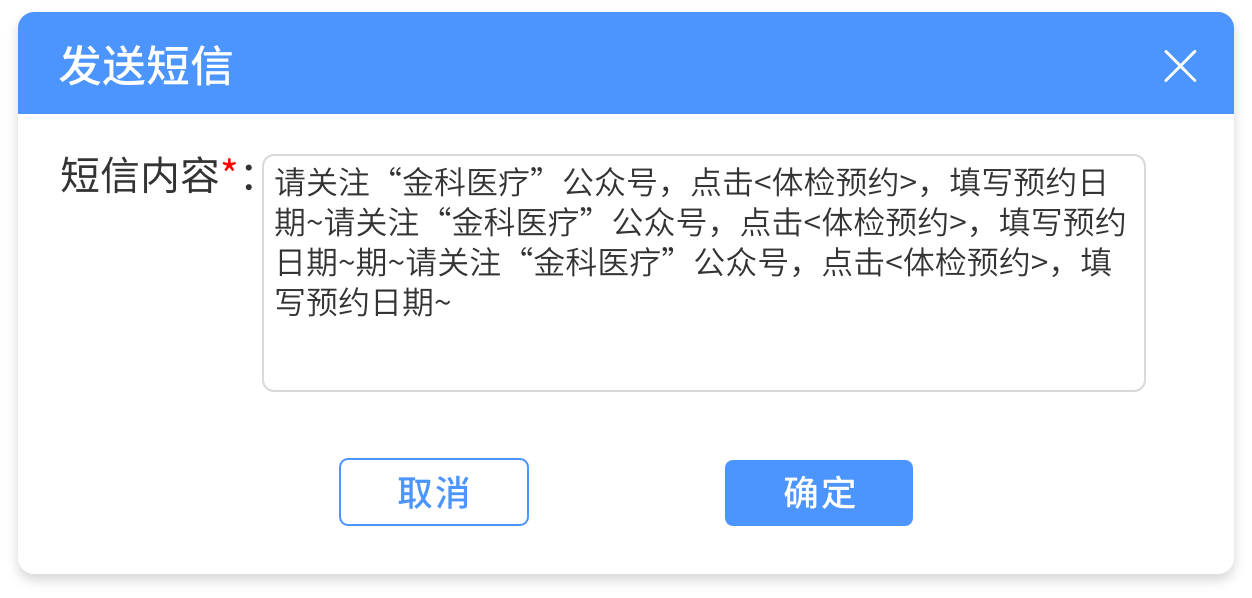 发送短信
短信内容*：
请关注“金科医疗”公众号，点击<体检预约>，填写预约日
期~请关注“金科医疗”公众号，点击<体检预约>，填写预约
日期~期~请关注“金科医疗”公众号，点击<体检预约>，填
写预约日期~
取消
确定